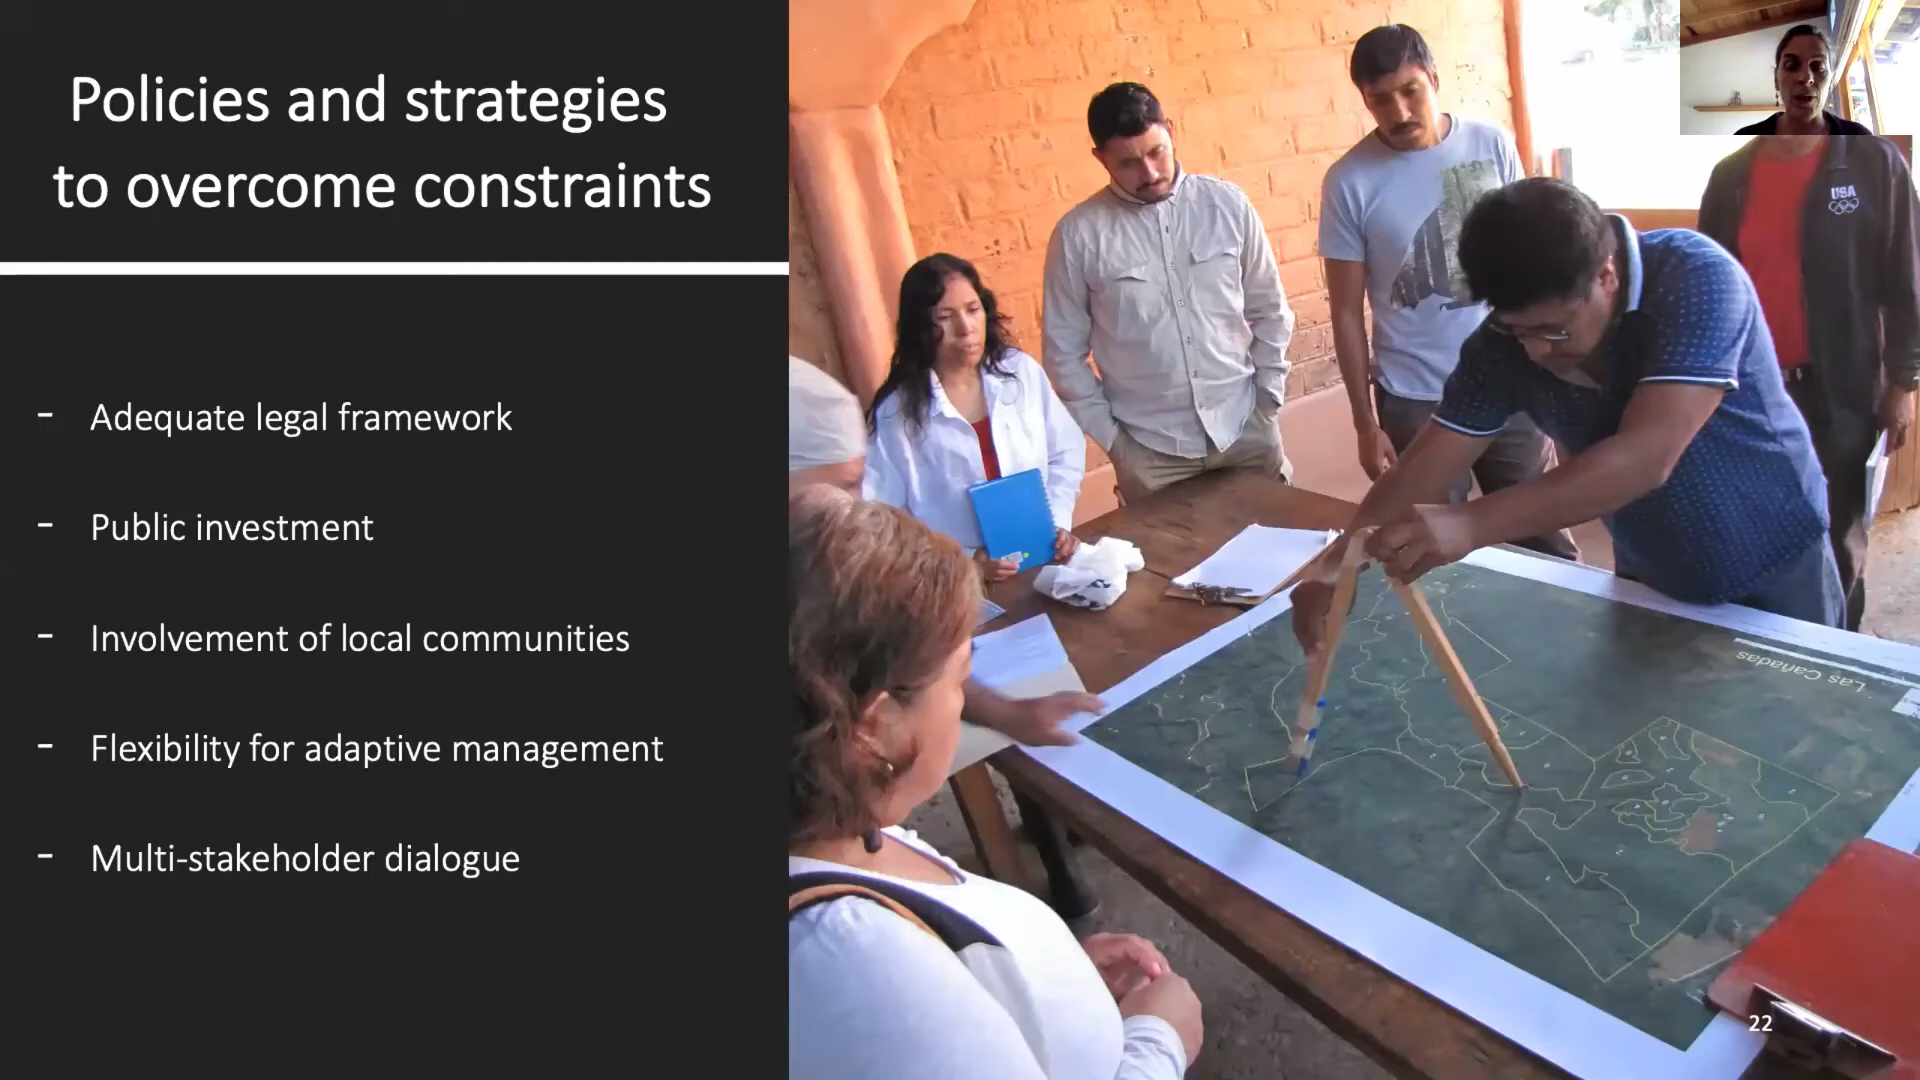 Policies and strategies
to overcome constraints
- Adequate legal framework
- Public investment
- Involvement of local communities
- Flexibility for adaptive management
- Multi-stakeholder dialogue
USA
Las Cañadas
22